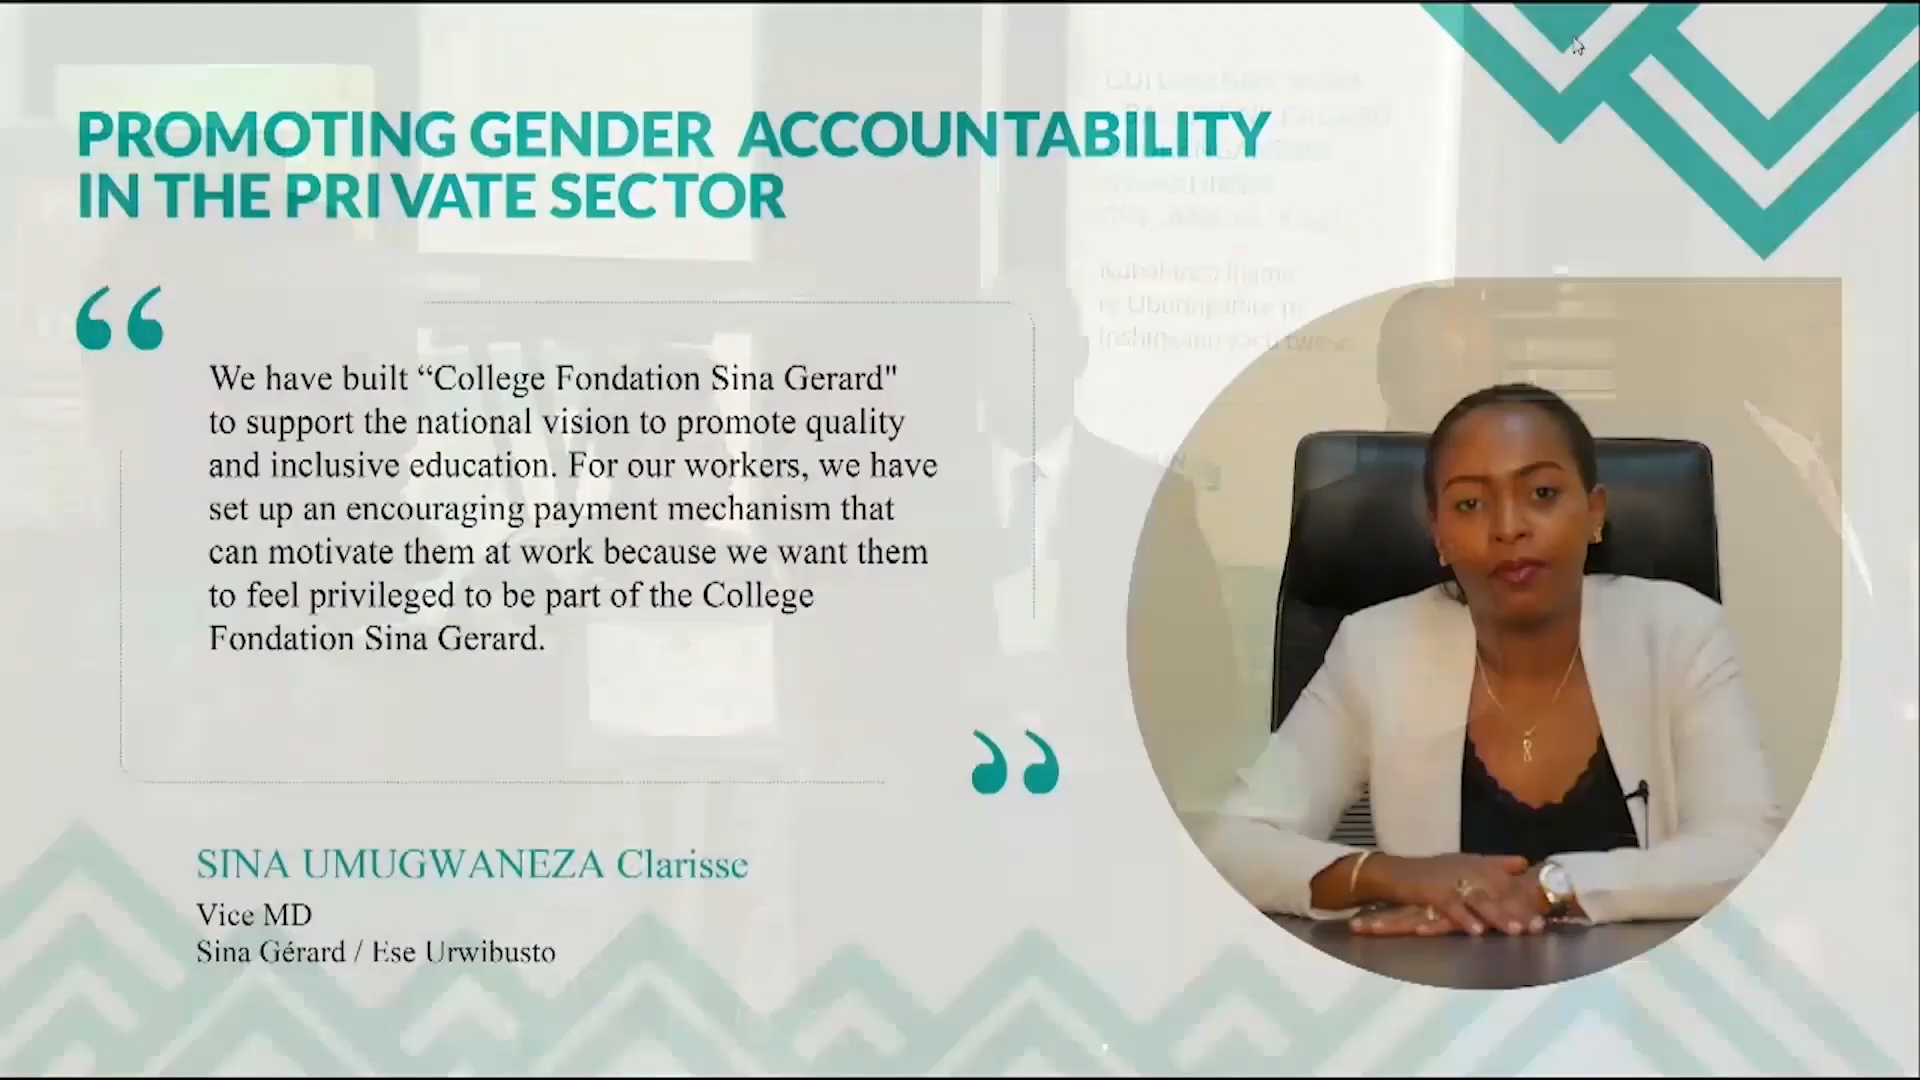 PROMOTING GENDER ACCOUNTABILITY
IN THE PRIVATE SECTOR
“
We have built “College Fondation Sina Gerard"
to support the national vision to promote quality
and inclusive education. For our workers, we have
set up an encouraging payment mechanism that
can motivate them at work because we want them
to feel privileged to be part of the College
Fondation Sina Gerard.
”
SINA UMUGWANEZA Clarisse
Vice MD
Sina Gérard / Ese Urwibusto